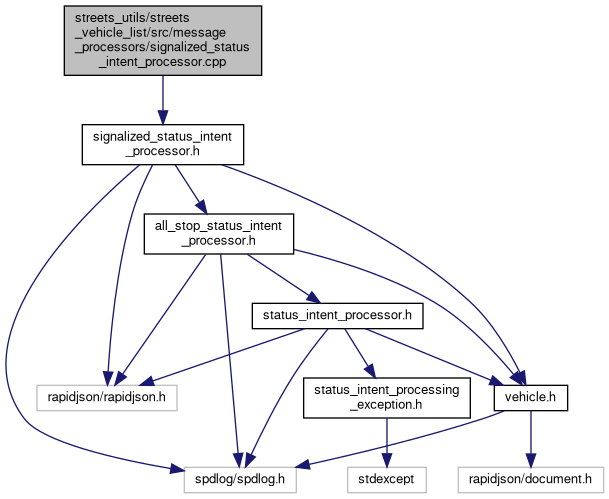 streets_utils/streets
_vehicle_list/src/message
_processors/signalized_status
_intent_processor.cpp
signalized_status_intent
_processor.h
all_stop_status_intent
_processor.h
status_intent_processor.h
rapidjson/rapidjson.h
status_intent_processing
_exception.h
vehicle.h
spdlog/spdlog.h
stdexcept
rapidjson/document.h